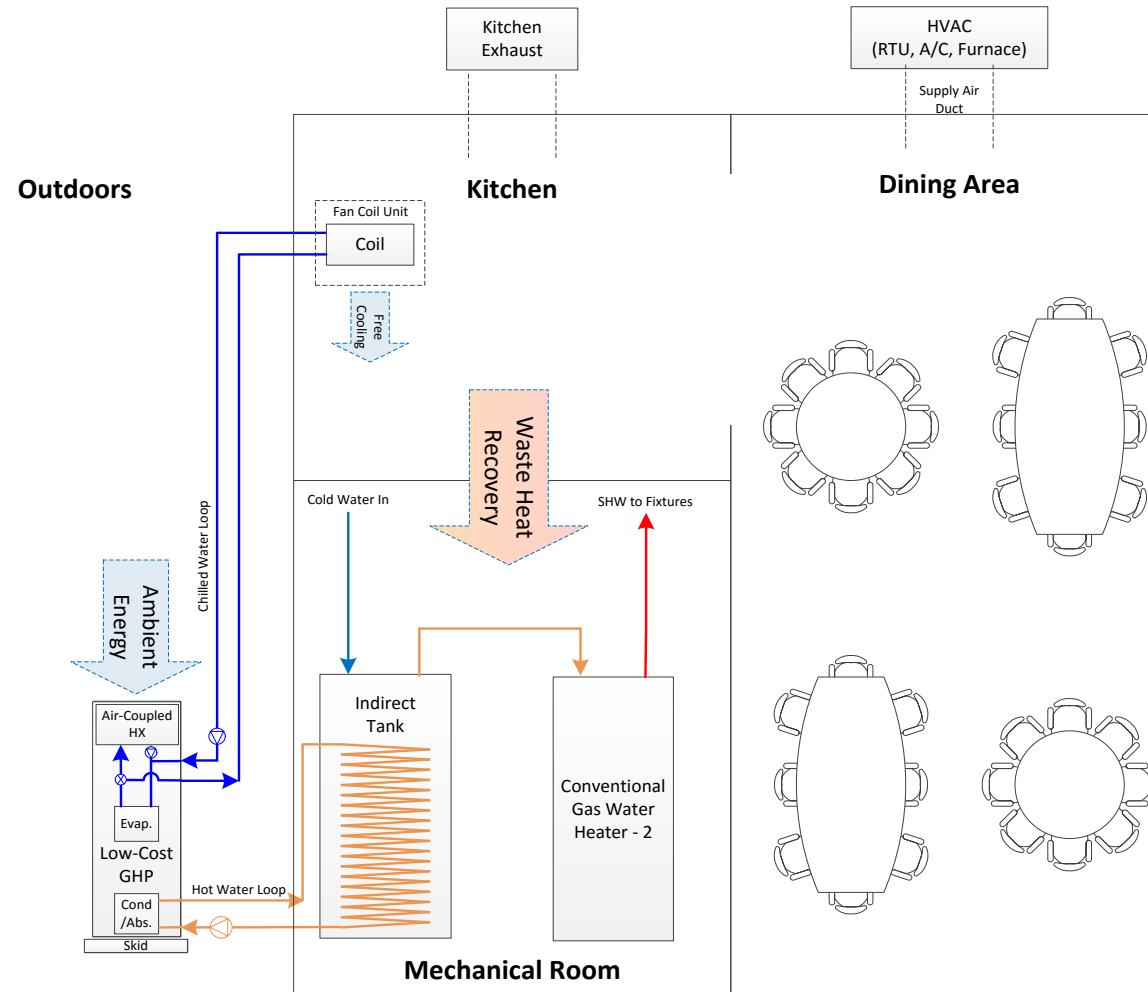 Kitchen
Exhaust
HVAC
(RTU, A/C, Furnace)
Supply Air
Duct
Outdoors
Kitchen
Dining Area
Fan Coil Unit
Coil
Free
Cooling
Waste Heat
Recovery
Chilled Water Loop
Cold Water In
SHW to Fixtures
Ambient
Energy
Air-Coupled
HX
Indirect
Tank
Conventional
Gas Water
Heater - 2
Evap.
Low-Cost
GHP
Hot Water Loop
Cond
/Abs.
Skid
Mechanical Room